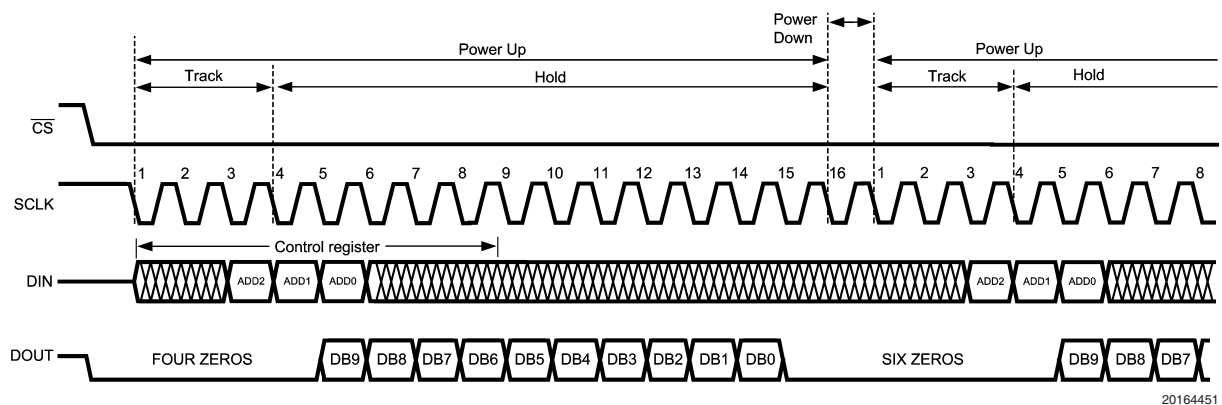 Power Down
Power Up
Power Up
Track
Hold
Track
Hold
CS
SCLK
1 2 3 4 5 6 7 8 9 10 11 12 13 14 15 16 1 2 3 4 5 6 7 8
Control register
DIN
ADD2 ADD1 ADD0 ADD2 ADD1 ADD0
DOUT
FOUR ZEROS DB9 DB8 DB7 DB6 DB5 DB4 DB3 DB2 DB1 DB0 SIX ZEROS DB9 DB8 DB7
20164451